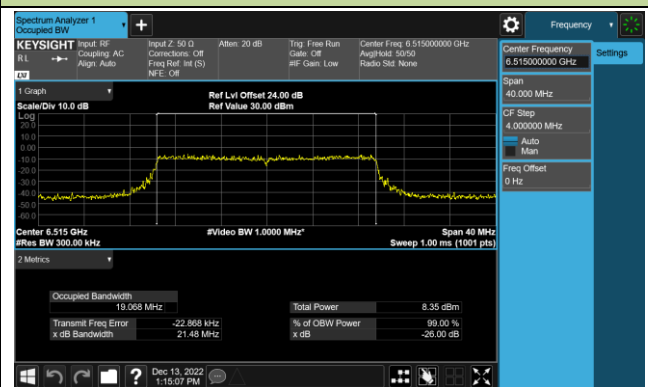 Spectrum Analyzer 1
Occupied BW
Frequency
KEYSIGHT
RL
LXI
Input: RF
Coupling: AC
Align: Auto
Input Z: 50 Ω
Corrections: Off
Freq Ref: Int (S)
NFE: Off
Atten: 20 dB
Trig: Free Run
Gate: Off
#IF Gain: Low
Center Freq: 6.515000000 GHz
Avg|Hold: 50/50
Radio Std: None
Center Frequency
6.515000000 GHz
Settings
Span
40.000 MHz
CF Step
4.000000 MHz
Auto
Man
Freq Offset
0 Hz
1 Graph
Ref Lvl Offset 24.00 dB
Scale/Div 10.0 dB
Ref Value 30.00 dBm
Log
20.0
10.0
0.00
-10.0
-20.0
-30.0
-40.0
-50.0
-60.0
Center 6.515 GHz
#Video BW 1.0000 MHz*
Span 40 MHz
#Res BW 300.00 kHz
Sweep 1.00 ms (1001 pts)
2 Metrics
Occupied Bandwidth
19.068 MHz
Total Power 8.35 dBm
Transmit Freq Error -22.868 kHz
% of OBW Power 99.00 %
x dB Bandwidth 21.48 MHz
x dB -26.00 dB
?
Dec 13, 2022
1:15:07 PM